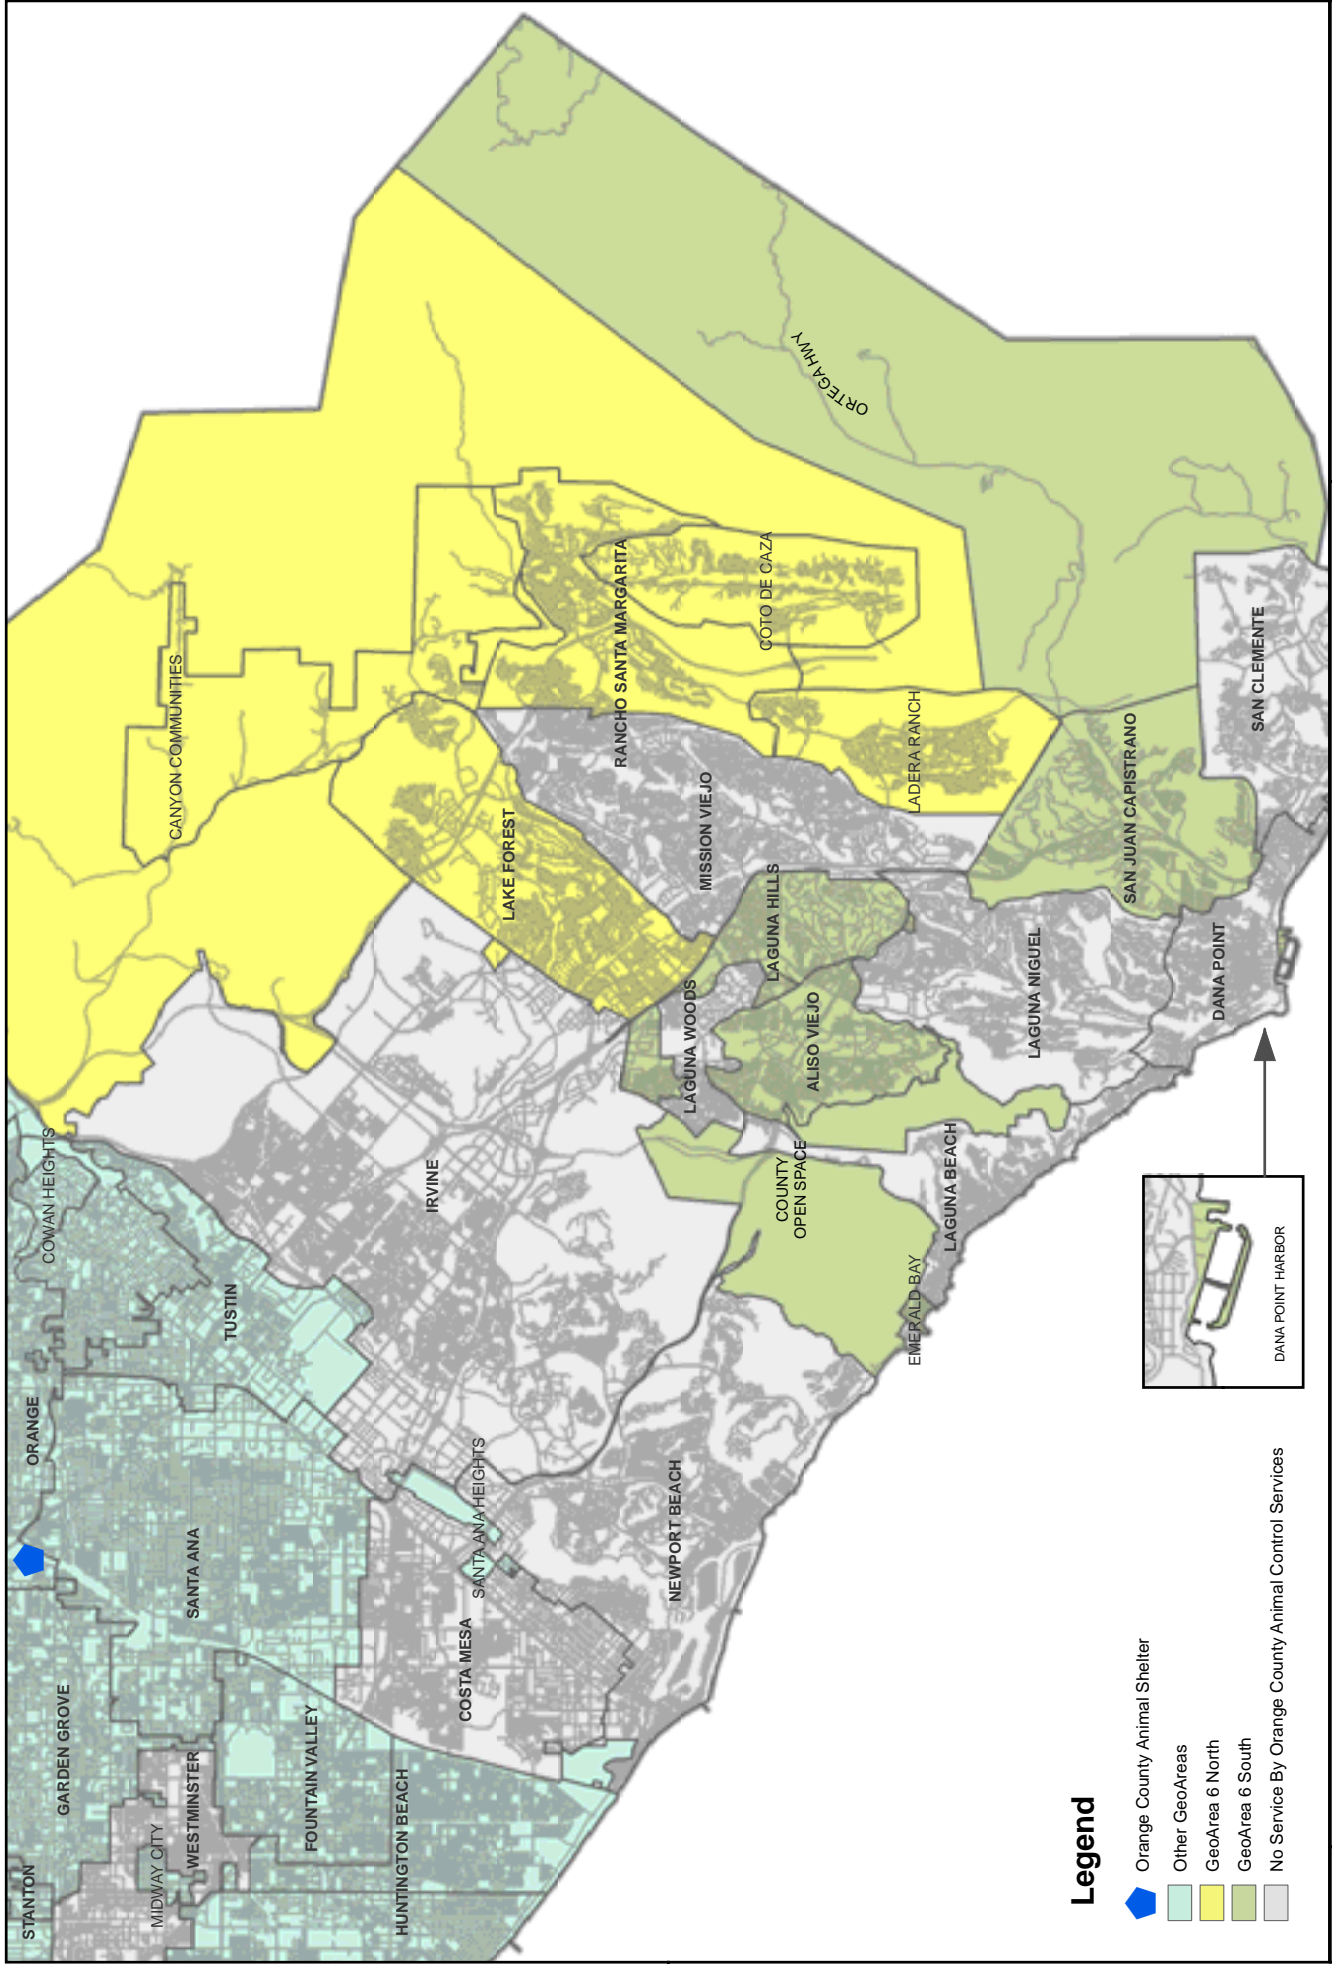 STANTON
GARDEN GROVE
ORANGE
COWAN HEIGHTS
MIDWAY CITY
WESTMINSTER
SANTA ANA
TUSTIN
CANYON COMMUNITIES
FOUNTAIN VALLEY
HUNTINGTON BEACH
IRVINE
COSTA MESA
SANTA ANA HEIGHTS
LAKE FOREST
RANCHO SANTA MARGARITA
NEWPORT BEACH
LAGUNA WOODS
MISSION VIEJO
COTO DE CAZA
LAGUNA HILLS
COUNTY
OPEN SPACE
ALISO VIEJO
ORTEGA HWY
EMERALD BAY
LADERA RANCH
LAGUNA BEACH
LAGUNA NIGUEL
SAN JUAN CAPISTRANO
DANA POINT
SAN CLEMENTE
DANA POINT HARBOR
Legend
Orange County Animal Shelter
Other GeoAreas
GeoArea 6 North
GeoArea 6 South
No Service By Orange County Animal Control Services